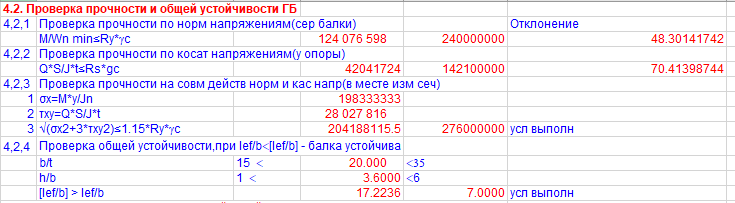 4.2. Проверка прочности и общей устойчивости ГБ
4,2,1 Проверка прочности по норм напряжениям(сер балки) Отклонение
M/Wn min≤Ry*γc 124 076 598 240000000 48.30141742
4,2,2 Проверка прочности по косат напряжениям(у опоры)
Q*S/J*t≤Rs*gc 42041724 142100000 70.41398744
4,2,3 Проверка прочности на совм действ норм и кас напр(в месте изм сеч)
1 σx=M*y/Jn 198333333
2 τxy=Q*S/J*t 28 027 816
3 √(σx2+3*τxy2)≤1.15*Ry*γc 204188115.5 276000000 усл выполн
4,2,4 Проверка общей устойчивости,при lef/b<[lef/b] - балка устойчива
b/t 15 < 20.000 <35
h/b 1 < 3.6000 <6
[lef/b] > lef/b 17.2236 7.0000 усл выполн